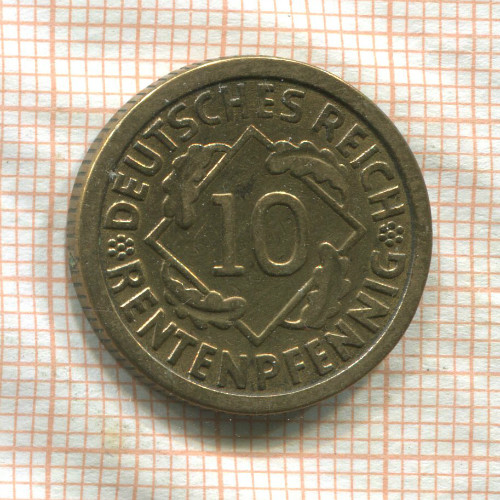 DEUTSCHES REICH
10
RENTENPFENNIG